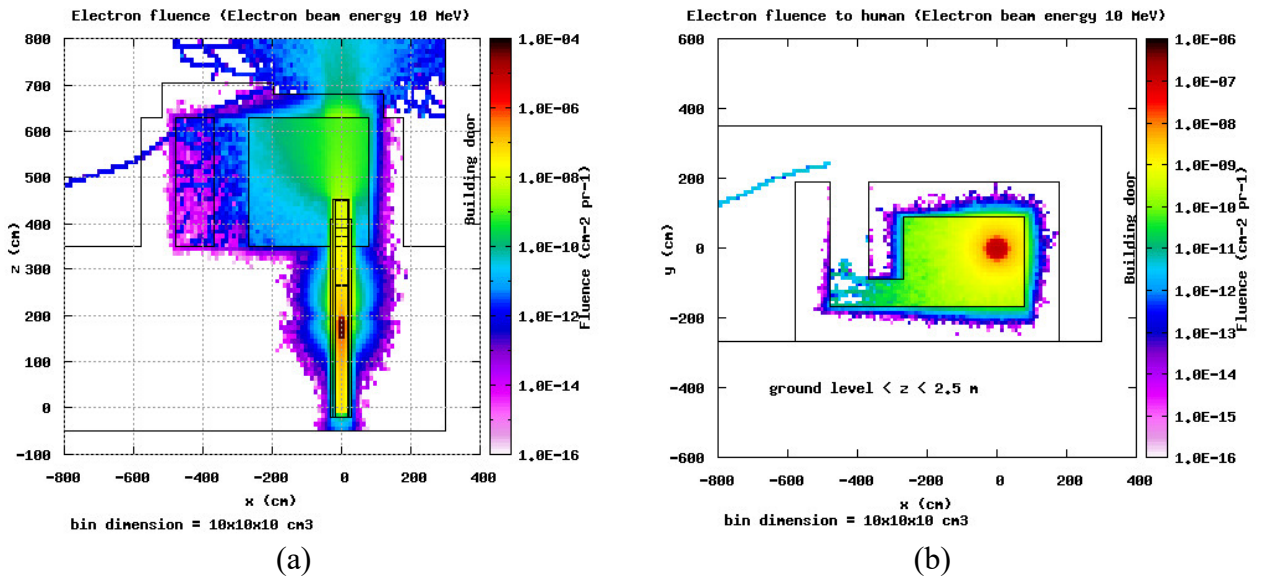 Electron fluence (Electron beam energy 10 MeV)
800
700
600
500
400
300
200
100
0
-100
z (cm)
-800 -600 -400 -200 0 200 400
x (cm)
Building door
1.0E-04
1.0E-06
1.0E-08
1.0E-10
1.0E-12
1.0E-14
1.0E-16
Fluence (cm-2 pr-1)
bin dimension = 10x10x10 cm3
(a)
Electron fluence to human (Electron beam energy 10 MeV)
600
400
200
0
-200
-400
-600
y (cm)
ground level < z < 2.5 m
-800 -600 -400 -200 0 200 400
x (cm)
Building door
1.0E-06
1.0E-07
1.0E-08
1.0E-09
1.0E-10
1.0E-11
1.0E-12
1.0E-13
1.0E-14
1.0E-15
1.0E-16
Fluence (cm-2 pr-1)
bin dimension = 10x10x10 cm3
(b)